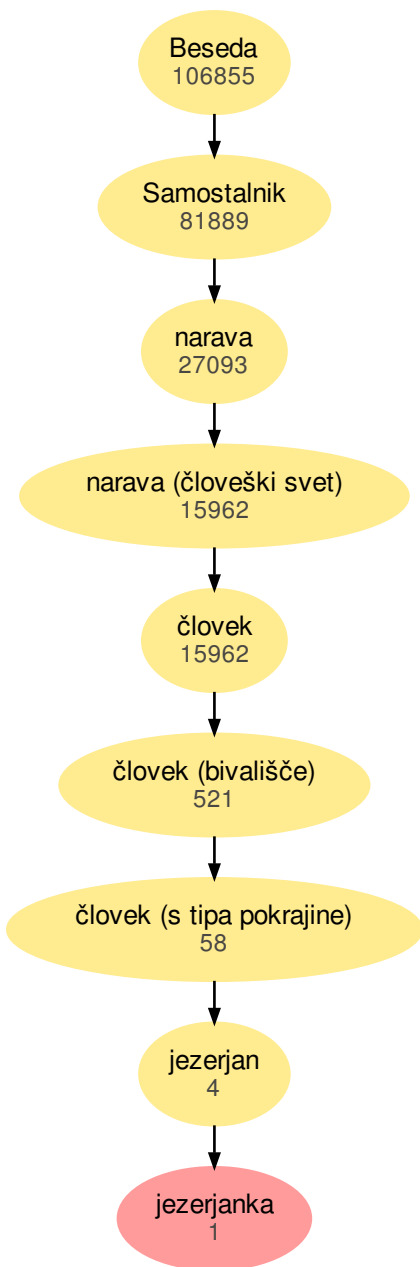 Beseda
106855
Samostalnik
81889
narava
27093
narava (človeški svet)
15962
človek
15962
človek (bivališče)
521
človek (s tipa pokrajine)
58
jezerjan
4
jezerjanka
1